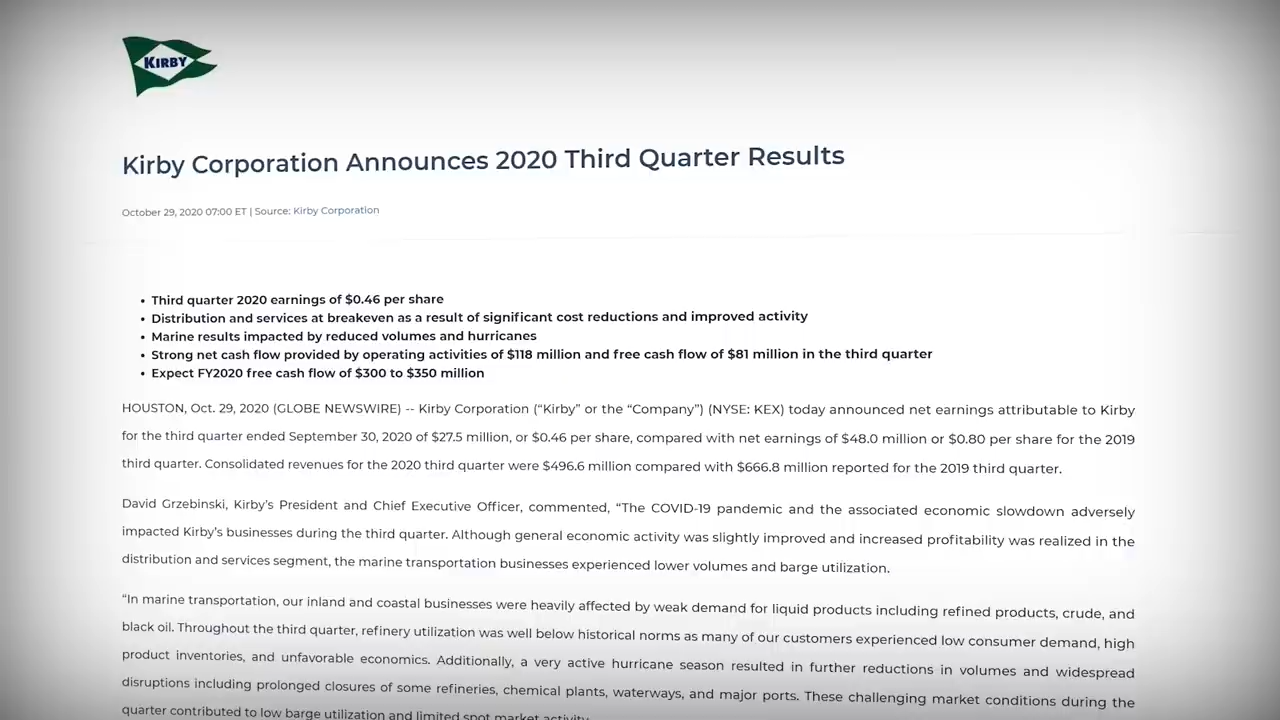 KIRBY
Kirby Corporation Announces 2020 Third Quarter Results
October 29, 2020 07:00 ET | Source: Kirby Corporation
• Third quarter 2020 earnings of $0.46 per share
• Distribution and services at breakeven as a result of significant cost reductions and improved activity
• Marine results impacted by reduced volumes and hurricanes
• Strong net cash flow provided by operating activities of $118 million and free cash flow of $81 million in the third quarter
• Expect FY2020 free cash flow of $300 to $350 million
HOUSTON, Oct. 29, 2020 (GLOBE NEWSWIRE) -- Kirby Corporation (“Kirby” or the “Company”) (NYSE: KEX) today announced net earnings attributable to Kirby
for the third quarter ended September 30, 2020 of $27.5 million, or $0.46 per share, compared with net earnings of $48.0 million or $0.80 per share for the 2019
third quarter. Consolidated revenues for the 2020 third quarter were $496.6 million compared with $666.8 million reported for the 2019 third quarter.
David Grzebinski, Kirby’s President and Chief Executive Officer, commented, “The COVID-19 pandemic and the associated economic slowdown adversely
impacted Kirby’s businesses during the third quarter. Although general economic activity was slightly improved and increased profitability was realized in the
distribution and services segment, the marine transportation businesses experienced lower volumes and barge utilization.
“In marine transportation, our inland and coastal businesses were heavily affected by weak demand for liquid products including refined products, crude, and
black oil. Throughout the third quarter, refinery utilization was well below historical norms as many of our customers experienced low consumer demand, high
product inventories, and unfavorable economics. Additionally, a very active hurricane season resulted in further reductions in volumes and widespread
disruptions including prolonged closures of some refineries, chemical plants, waterways, and major ports. These challenging market conditions during the
quarter contributed to low barge utilization and limited spot market activity.